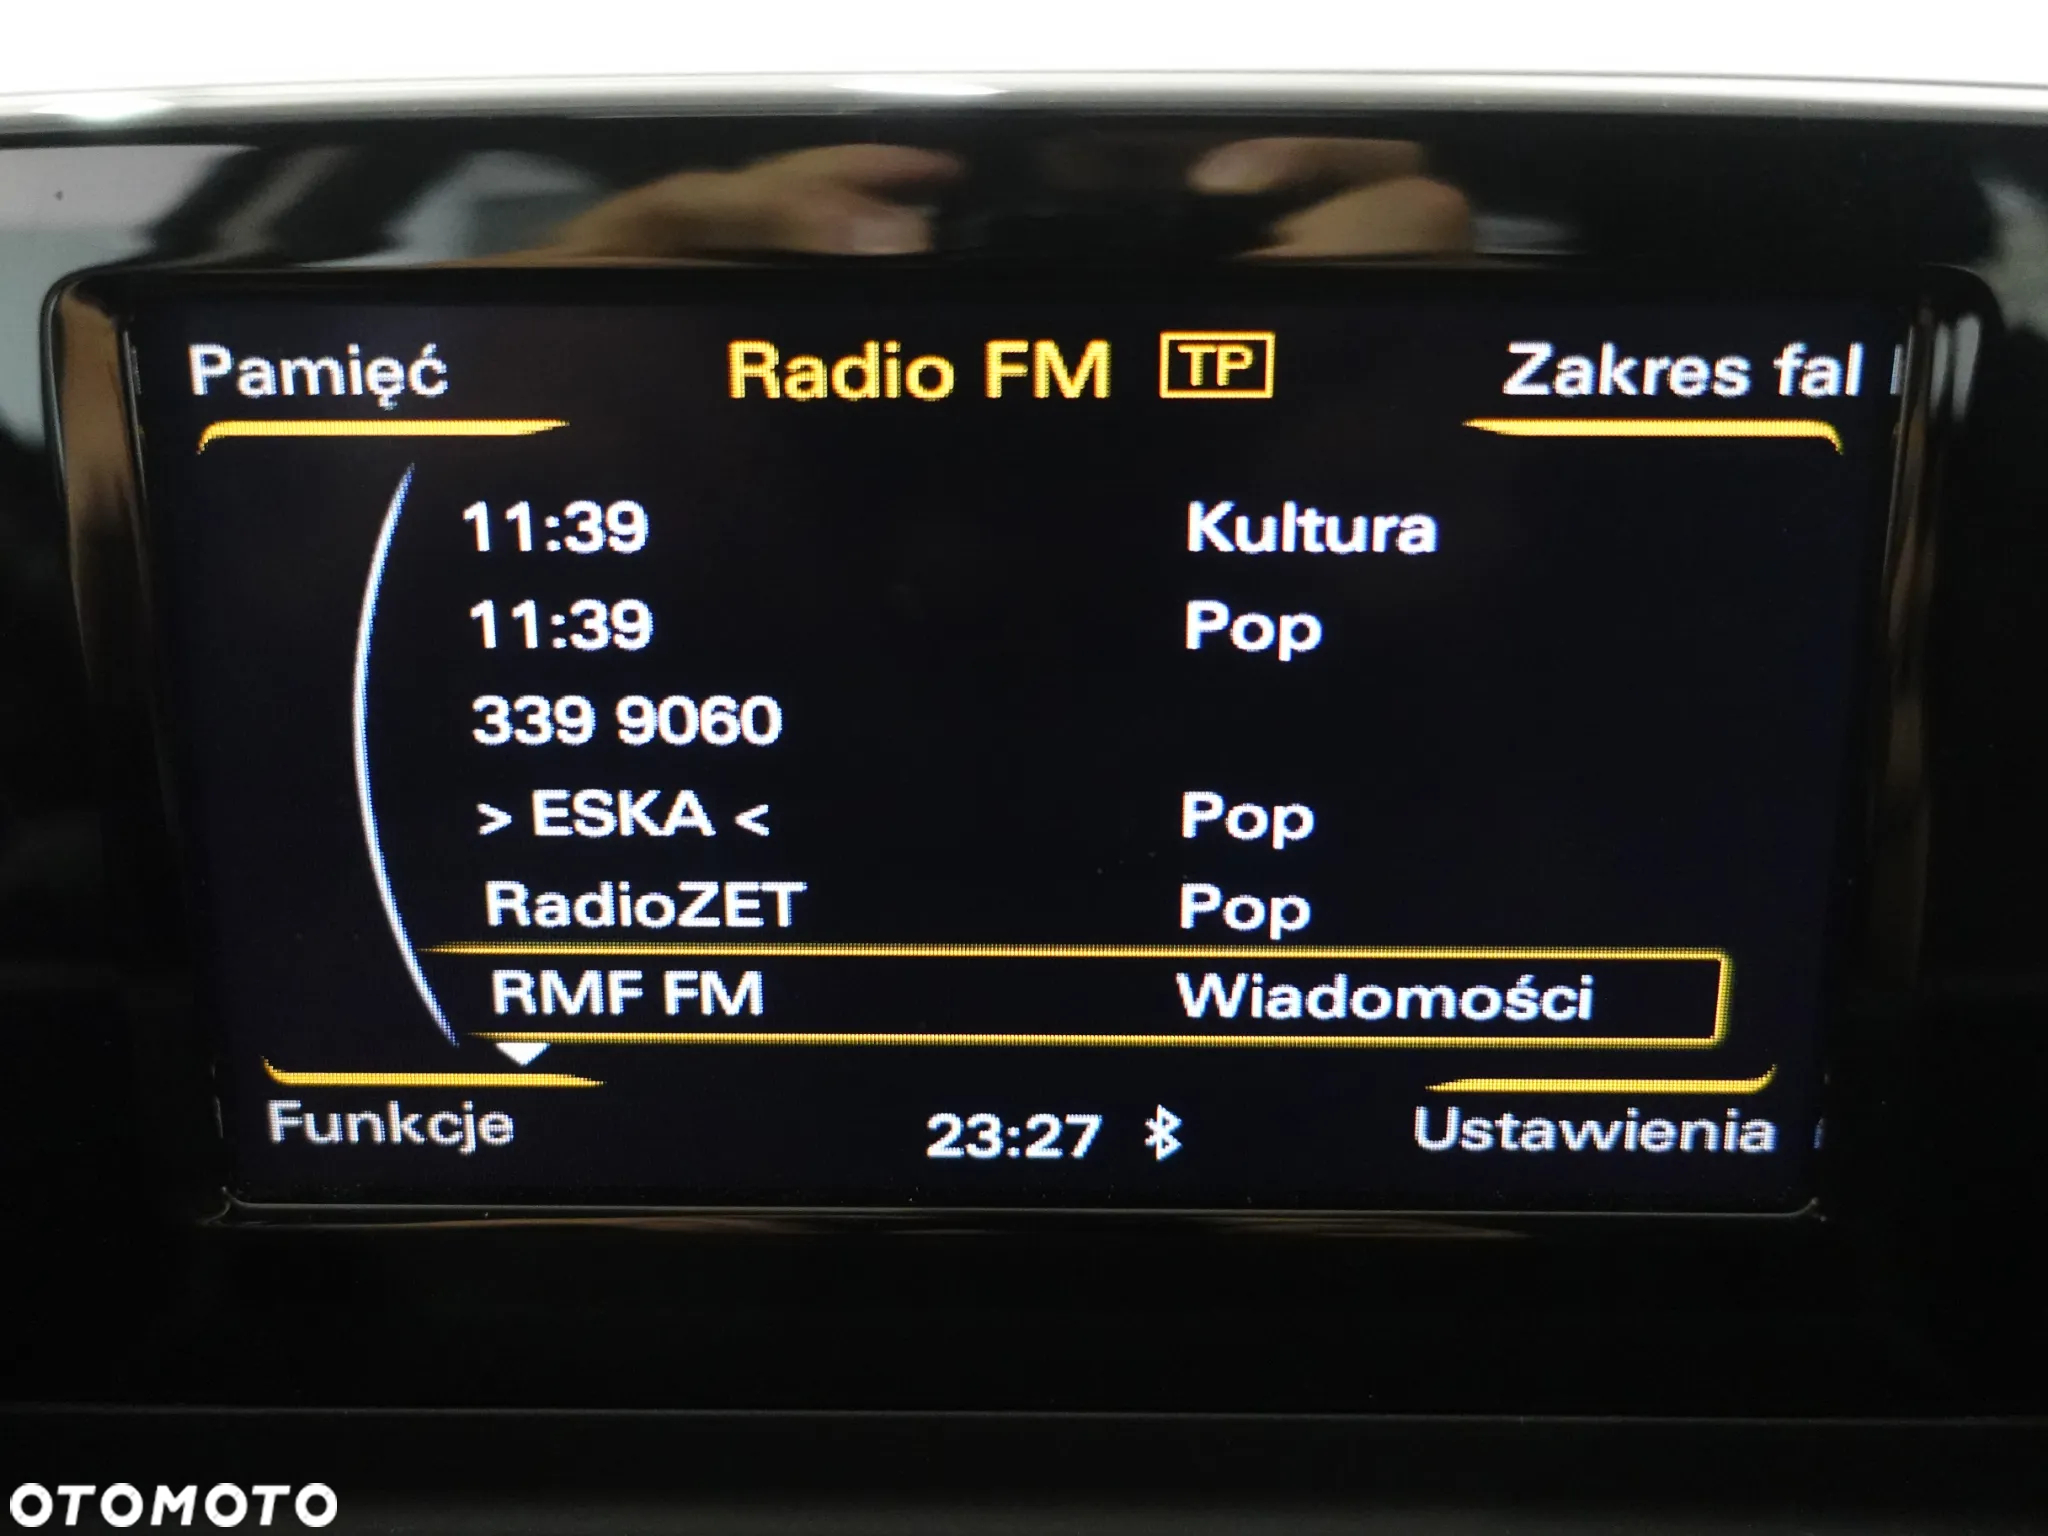 Pamięć Radio FM TP Zakres fal
11:39 Kultura
11:39 Pop
339 9060
> ESKA < Pop
RadioZET Pop
RMF FM Wiadomości
Funkcje 23:27 Ustawienia
OTOMOTO